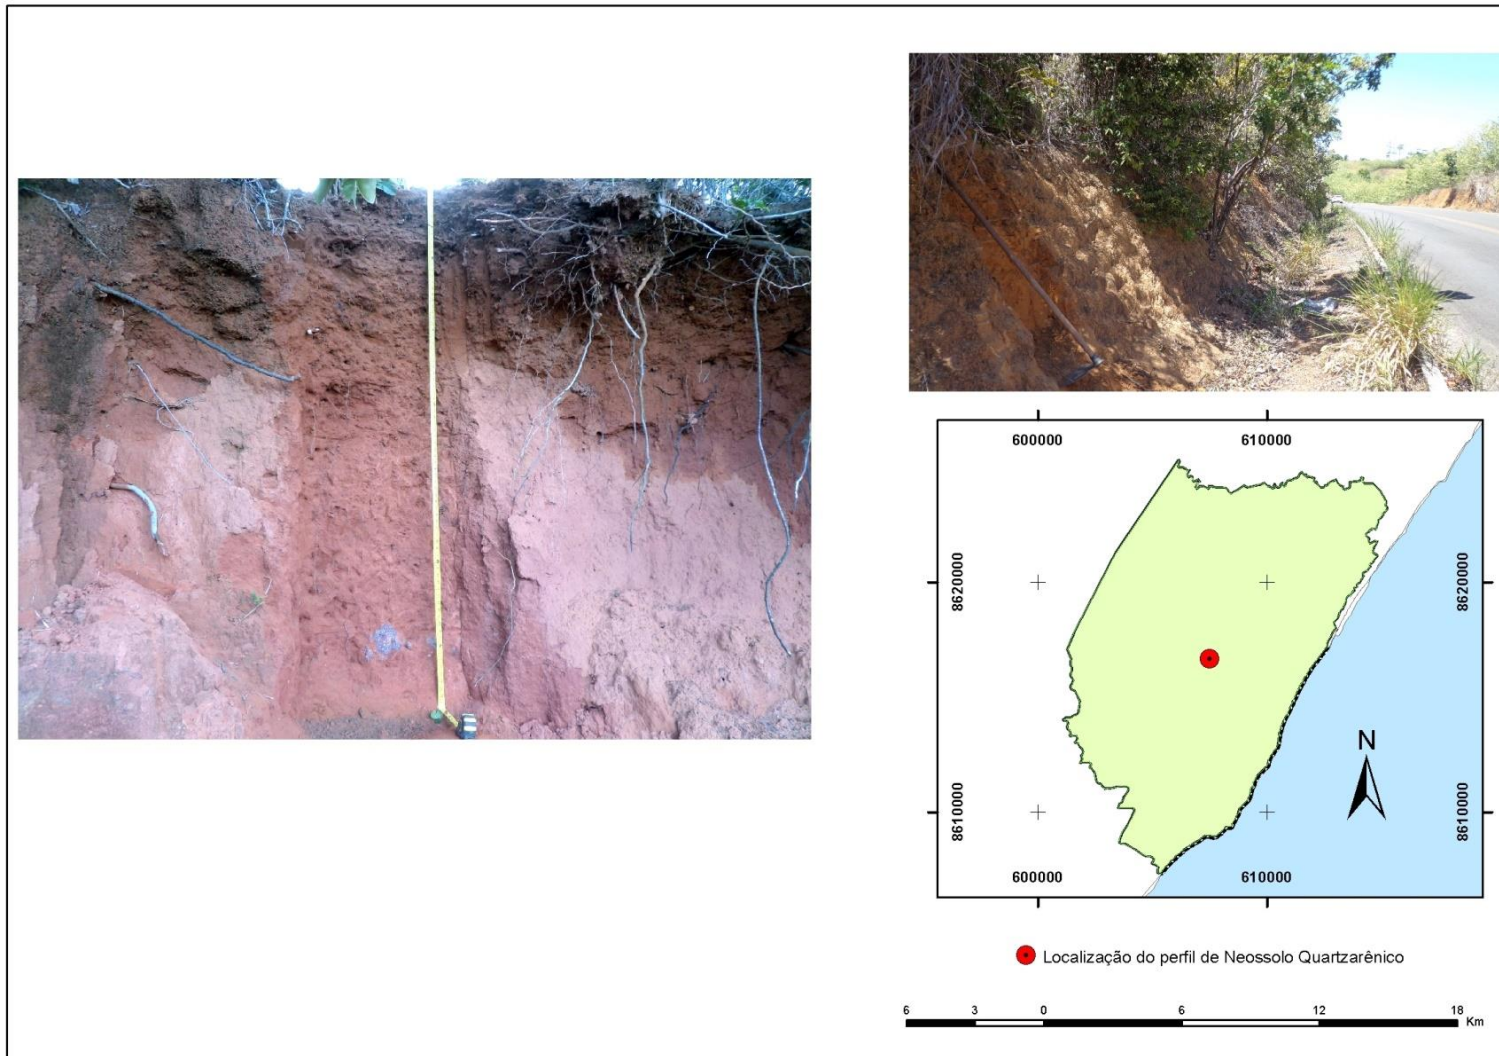 600000 610000
8620000 8620000
N
8610000 8610000
600000 610000
Localização do perfil de Neossolo Quartzarênico
6 3 0 6 12 18
Km